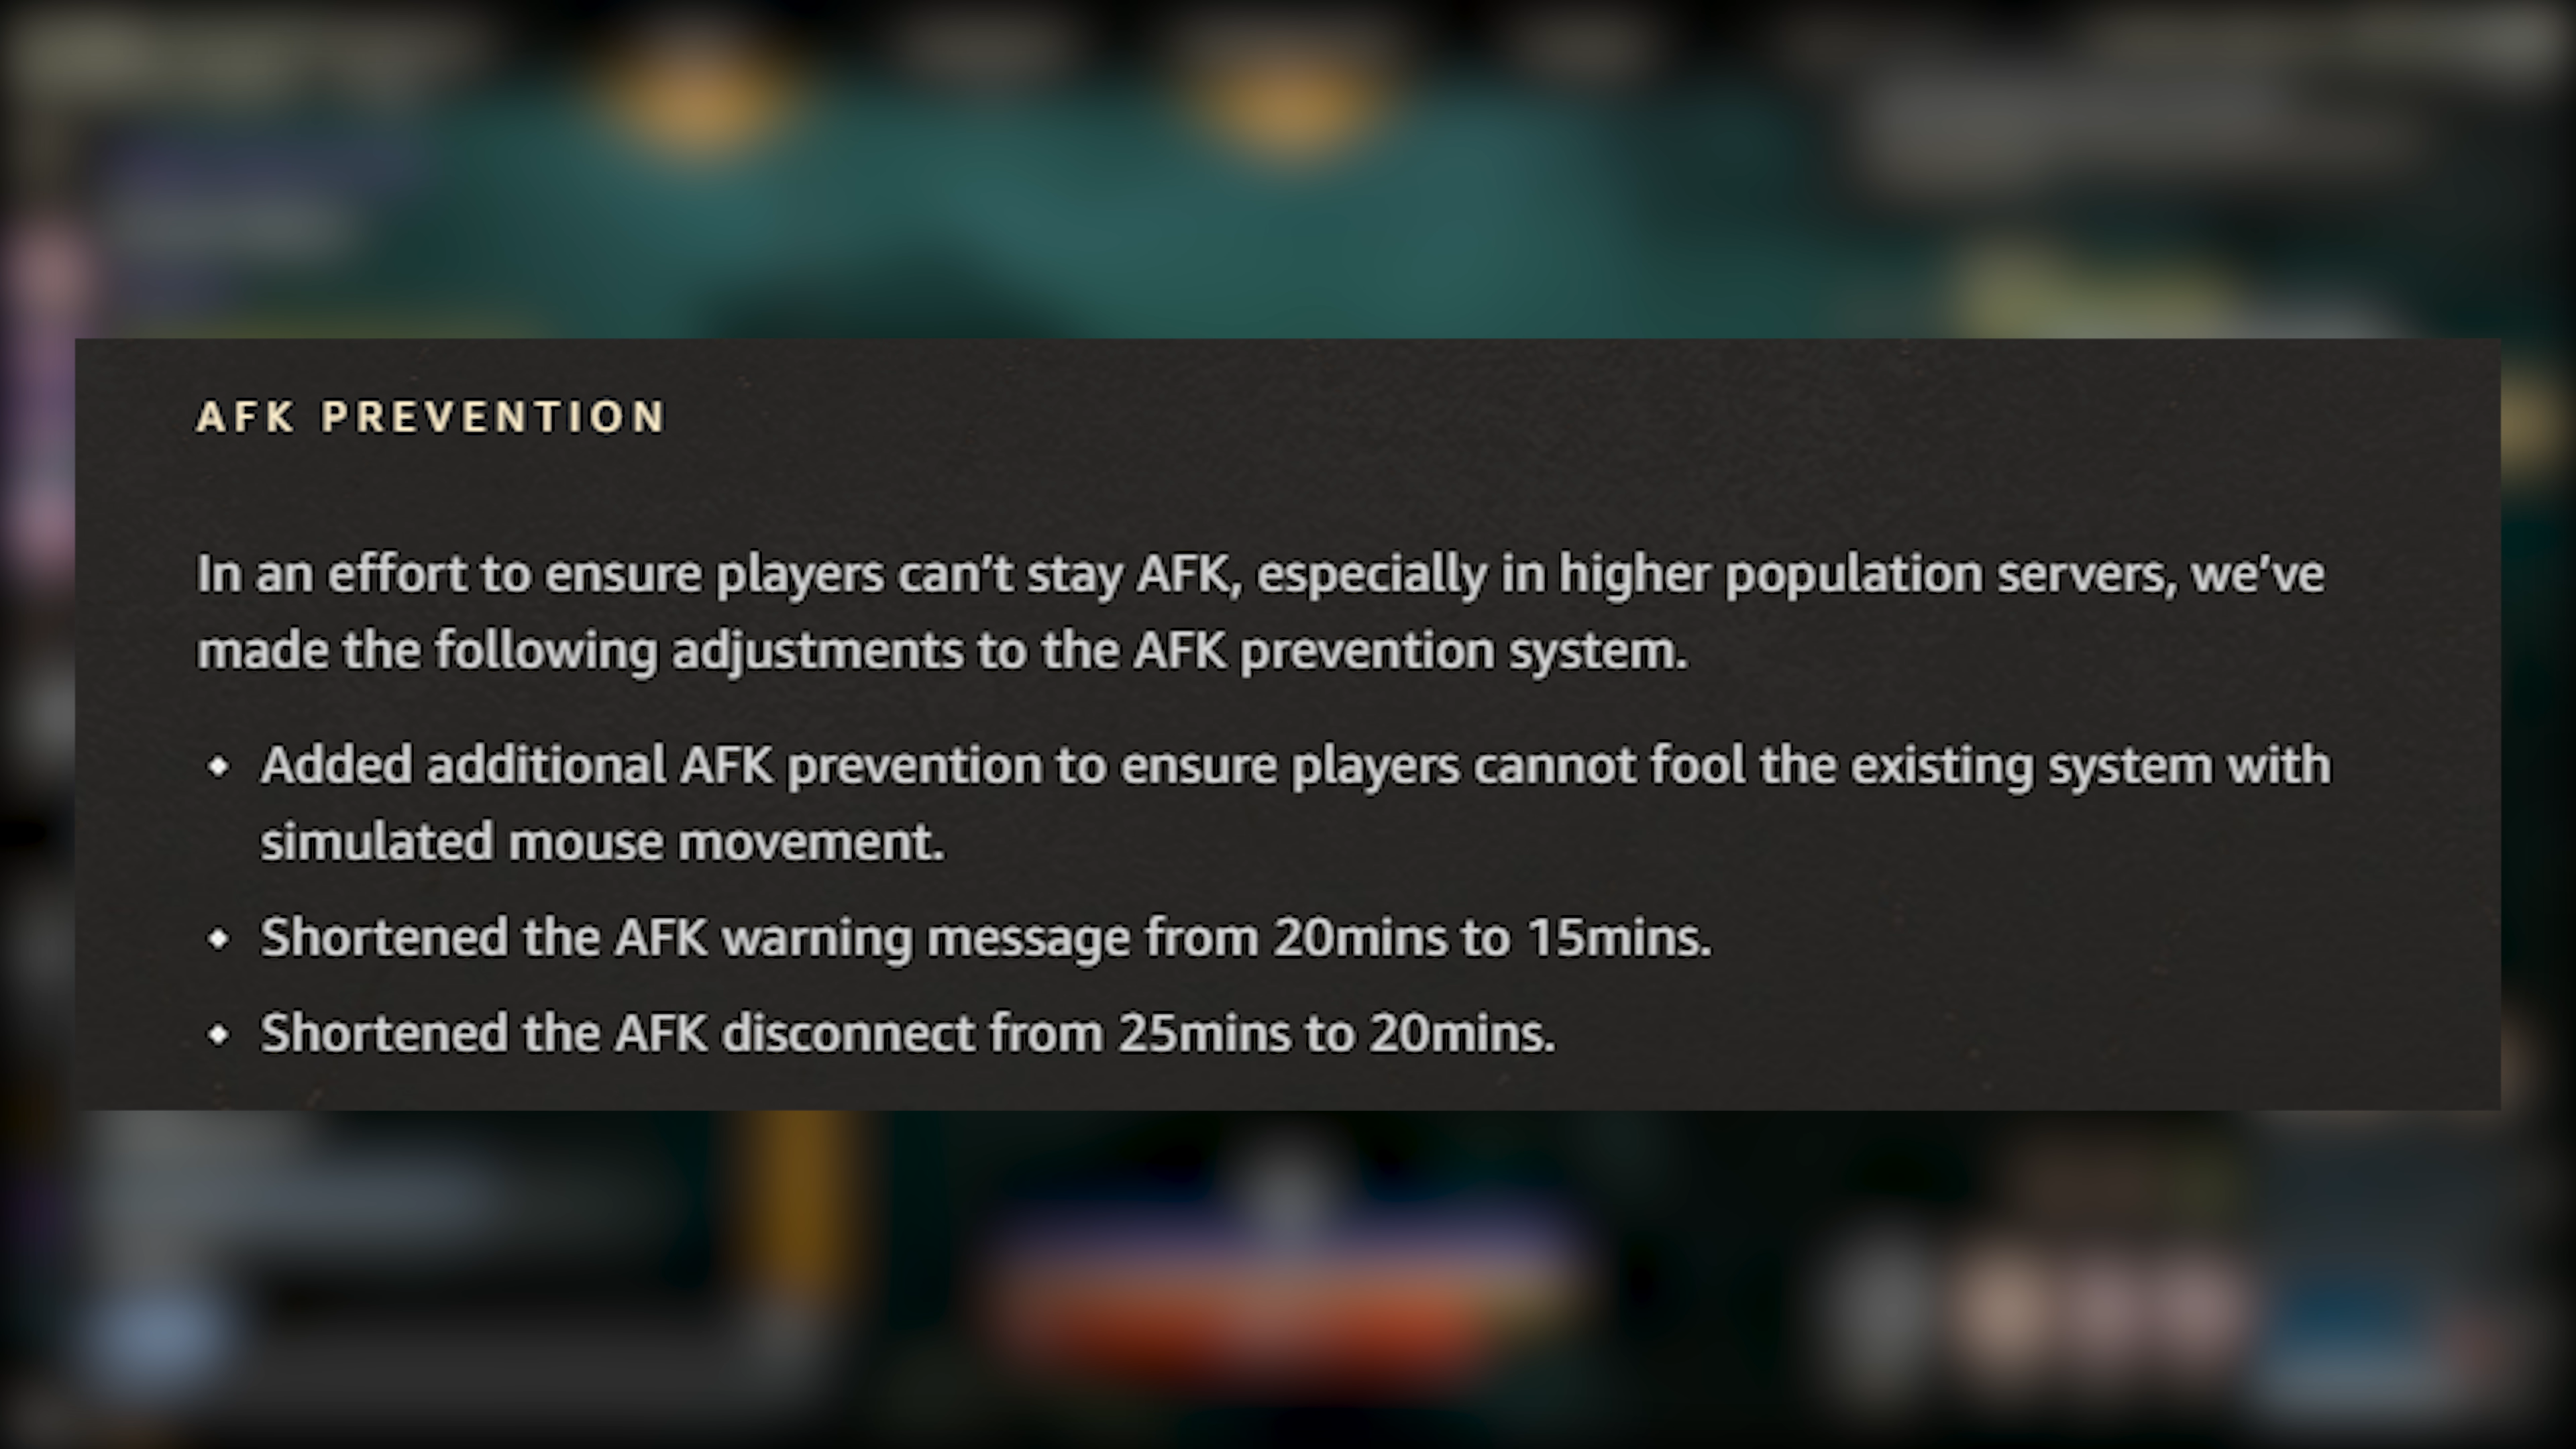 AFK PREVENTION
In an effort to ensure players can't stay AFK, especially in higher population servers, we've
made the following adjustments to the AFK prevention system.
Added additional AFK prevention to ensure players cannot fool the existing system with
simulated mouse movement.
Shortened the AFK warning message from 20mins to 15mins.
Shortened the AFK disconnect from 25mins to 20mins.